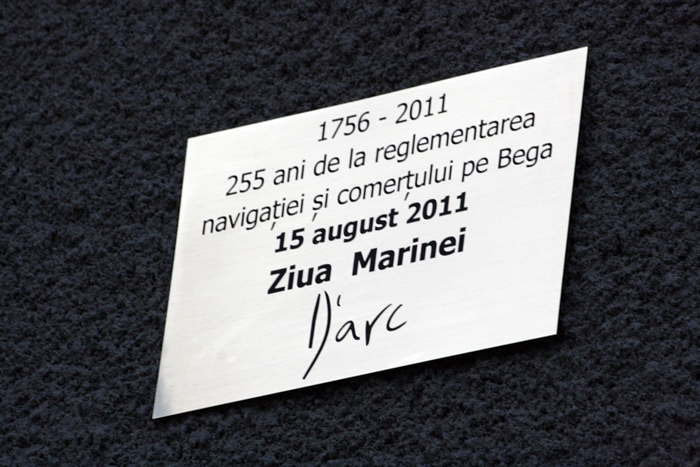 1756 - 2011
255 ani de la reglementarea
navigației și comerțului pe Bega
15 august 2011
Ziua Marinei
D'arc